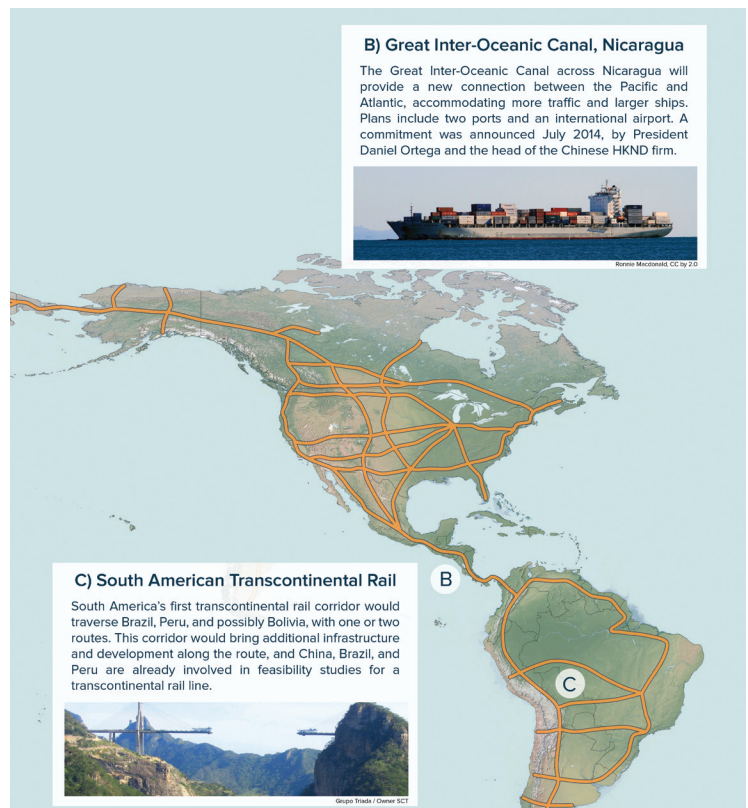 B) Great Inter-Oceanic Canal, Nicaragua
The Great Inter-Oceanic Canal across Nicaragua will
provide a new connection between the Pacific and
Atlantic, accommodating more traffic and larger ships.
Plans include two ports and an international airport. A
commitment was announced July 2014, by President
Daniel Ortega and the head of the Chinese HKND firm.
Ronnie Macdonald, CC by 2.0
B
C) South American Transcontinental Rail
South America's first transcontinental rail corridor would
traverse Brazil, Peru, and possibly Bolivia, with one or two
routes. This corridor would bring additional infrastructure
and development along the route, and China, Brazil, and
Peru are already involved in feasibility studies for a
transcontinental rail line.
Grupo Triada / Owner SCT
C